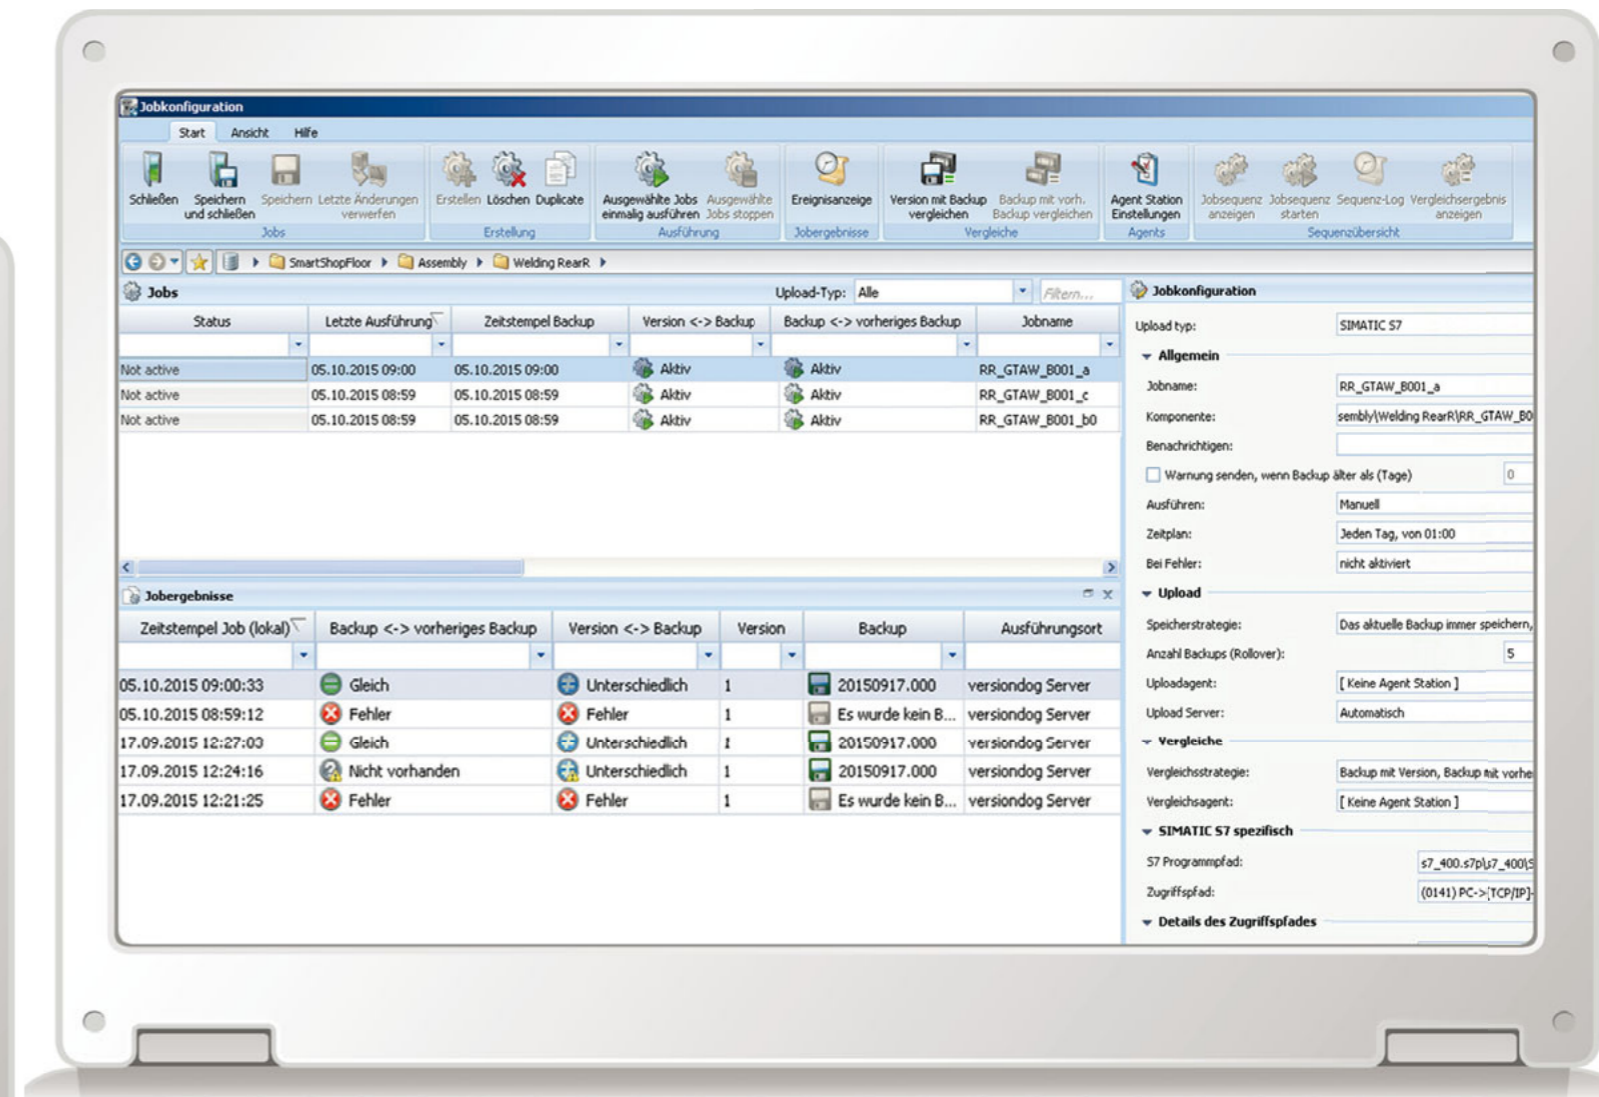 Jobkonfiguration
Start Ansicht Hilfe
Schließen Speichern und schließen Speichern Letzte Änderungen verwerfen Erstellen Löschen Duplicate Ausgewählte Jobs einmalig ausführen Ausgewählte Jobs stoppen Ereignisanzeige Version mit Backup vergleichen Backup mit vorh. Backup vergleichen Agent Station Einstellungen Jobsequenz anzeigen Jobsequenz starten Sequenz-Log Vergleichsergebnis anzeigen
Jobs Erstellung Ausführung Jobergebnisse Vergleiche Agents Sequenzübersicht
SmartShopFloor Assembly Welding RearR
Jobs Upload-Typ: Alle Filtern...
Status Letzte Ausführung Zeitstempel Backup Version <-> Backup Backup <-> vorheriges Backup Jobname
Not active 05.10.2015 09:00 05.10.2015 09:00 Aktiv Aktiv RR_GTAW_B001_a
Not active 05.10.2015 08:59 05.10.2015 08:59 Aktiv Aktiv RR_GTAW_B001_c
Not active 05.10.2015 08:59 05.10.2015 08:59 Aktiv Aktiv RR_GTAW_B001_b0
Jobergebnisse
Zeitstempel Job (lokal) Backup <-> vorheriges Backup Version <-> Backup Version Backup Ausführungsort
05.10.2015 09:00:33 Gleich Unterschiedlich 1 20150917.000 versiondog Server
05.10.2015 08:59:12 Fehler Fehler 1 Es wurde kein B... versiondog Server
17.09.2015 12:27:03 Gleich Unterschiedlich 1 20150917.000 versiondog Server
17.09.2015 12:24:16 Nicht vorhanden Unterschiedlich 1 20150917.000 versiondog Server
17.09.2015 12:21:25 Fehler Fehler 1 Es wurde kein B... versiondog Server
Jobkonfiguration
Upload typ: SIMATIC S7
Allgemein
Jobname: RR_GTAW_B001_a
Komponente: sembly\Welding RearR\RR_GTAW_B0
Benachrichtigen:
Warnung senden, wenn Backup älter als (Tage) 0
Ausführen: Manuell
Zeitplan: Jeden Tag, von 01:00
Bei Fehler: nicht aktiviert
Upload
Speicherstrategie: Das aktuelle Backup immer speichern,
Anzahl Backups (Rollover): 5
Uploadagent: [ Keine Agent Station ]
Upload Server: Automatisch
Vergleiche
Vergleichsstrategie: Backup mit Version, Backup mit vorhe
Vergleichsagent: [ Keine Agent Station ]
SIMATIC S7 spezifisch
S7 Programmpfad: s7_400.s7p\s7_400\S
Zugriffspfad: (0141) PC->[TCP/IP]-
Details des Zugriffspfades